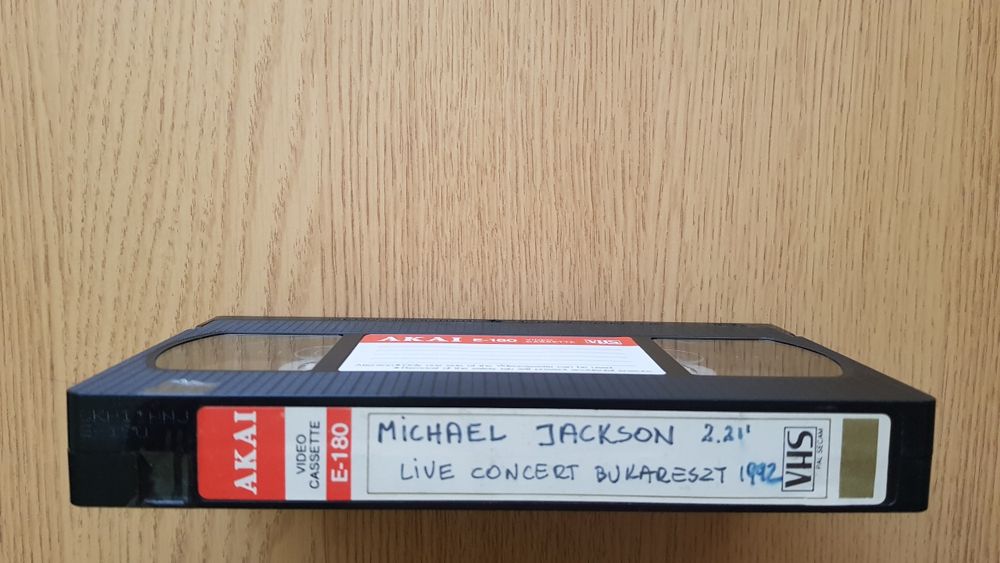 AKAI E-180 VIDEO CASSETTE VHS
AKAI
VIDEO
CASSETTE
E-180
MICHAEL JACKSON 2.21''
LIVE CONCERT BUKARESZT 1992
VHS
PAL SECAM